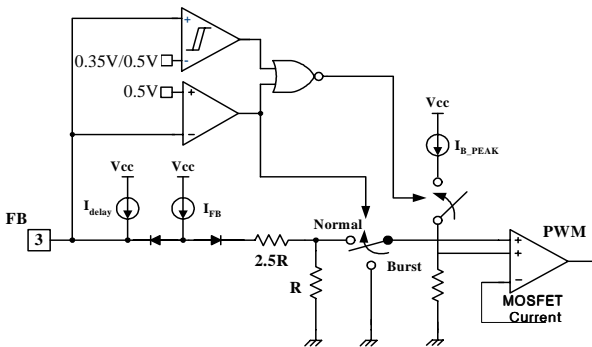 +
0.35V/0.5V
-
0.5V
+
−
Vcc
Vcc
Vcc
I_B_PEAK
FB
3
I_delay
I_FB
2.5R
R
Normal
Burst
PWM
+
+
−
MOSFET
Current